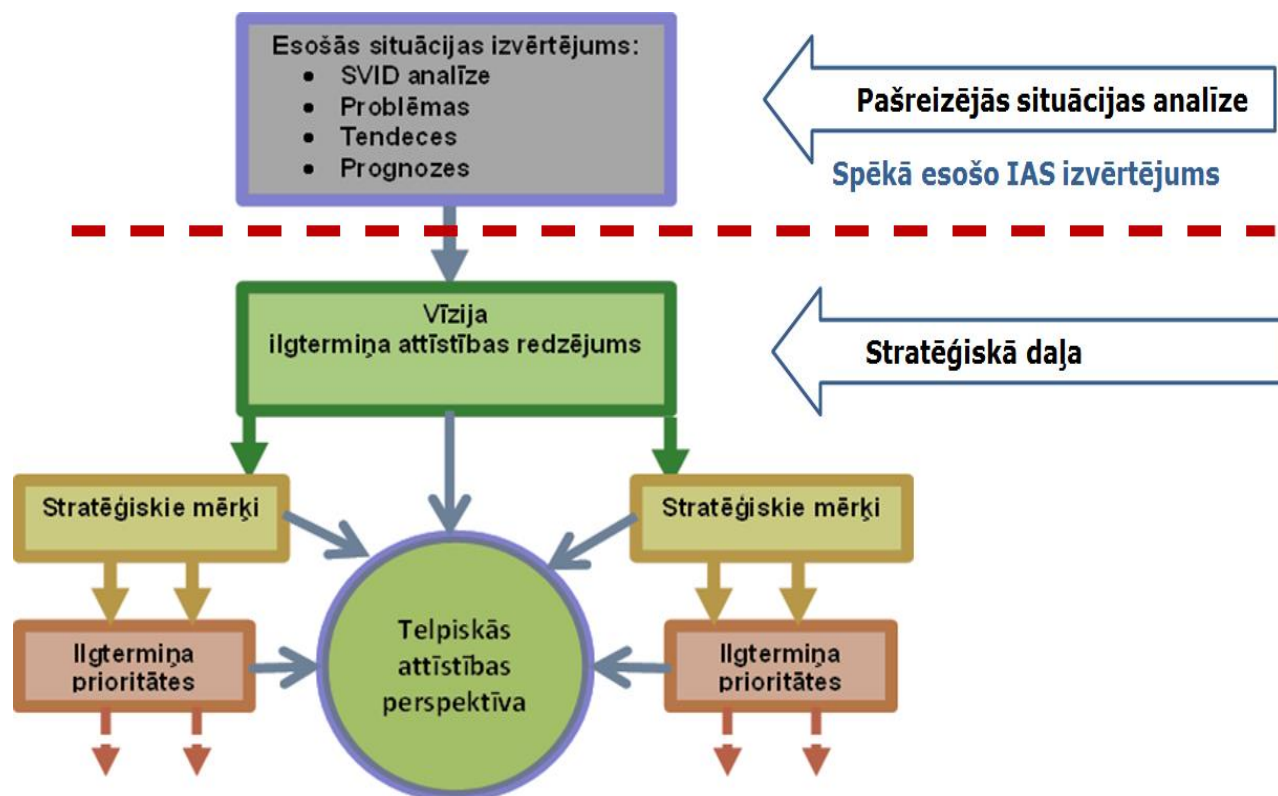 Esošās situācijas izvērtējums:
• SVID analīze
• Problēmas
• Tendeces
• Prognozes
Pašreizējās situācijas analīze
Spēkā esošo IAS izvērtējums
Vīzija
ilgtermiņa attīstības redzējums
Stratēģiskā daļa
Stratēģiskie mērķi
Stratēģiskie mērķi
Ilgtermiņa
prioritātes
Telpiskās
attīstības
perspektīva
Ilgtermiņa
prioritātes